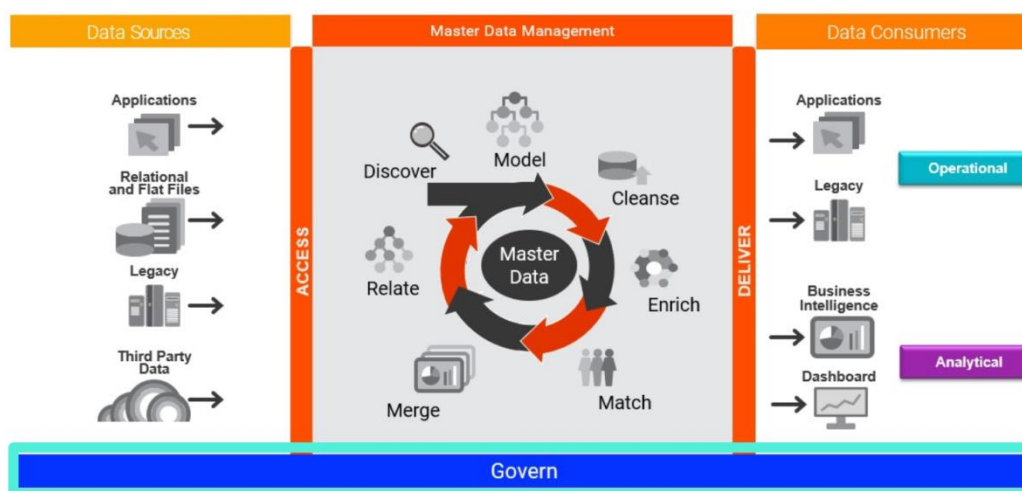 Data Sources
Master Data Management
Data Consumers
Applications
Relational
and Flat Files
Legacy
Third Party
Data
ACCESS
Discover
Model
Cleanse
Enrich
Match
Merge
Relate
Master
Data
DELIVER
Applications
Legacy
Business
Intelligence
Dashboard
Operational
Analytical
Govern